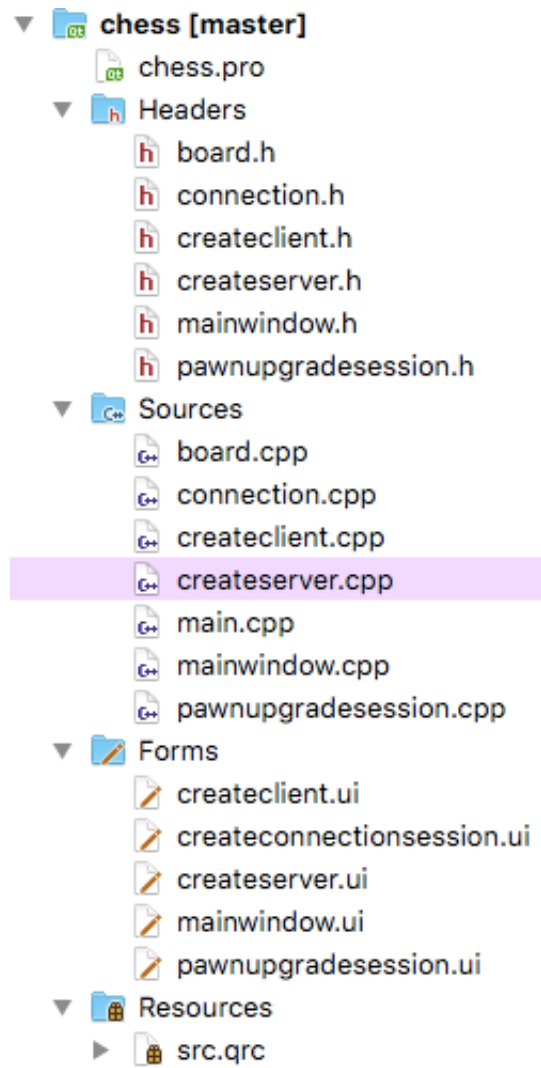 chess [master]
chess.pro
Headers
board.h
connection.h
createclient.h
createserver.h
mainwindow.h
pawnupgradesession.h
Sources
board.cpp
connection.cpp
createclient.cpp
createserver.cpp
main.cpp
mainwindow.cpp
pawnupgradesession.cpp
Forms
createclient.ui
createconnectionsession.ui
createserver.ui
mainwindow.ui
pawnupgradesession.ui
Resources
src.qrc